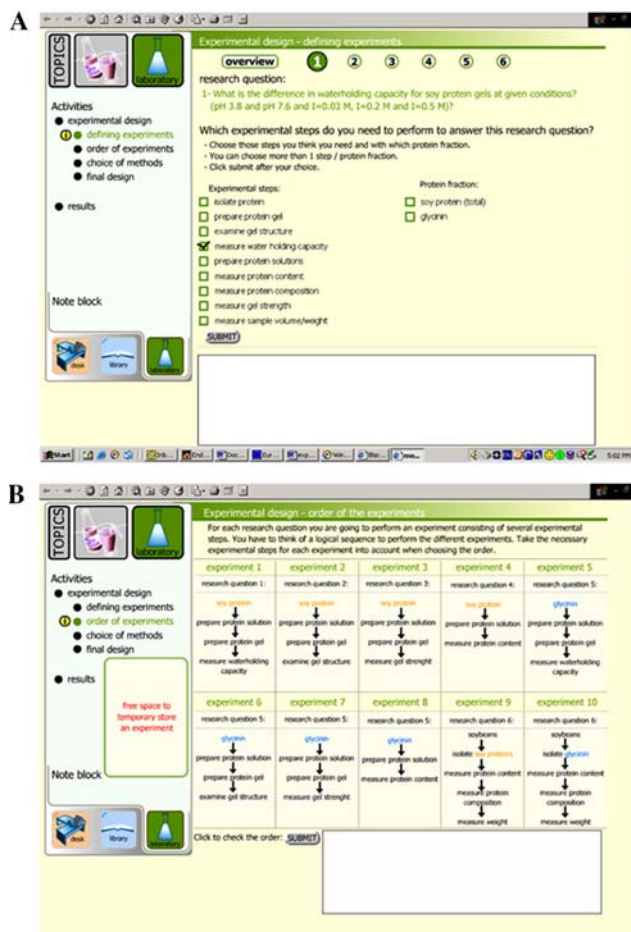 A
TOPICS
laboratory
Activities
experimental design
defining experiments
order of experiments
choice of methods
final design
results
Note block
desk
library
laboratory
Experimental design - defining experiments
overview 1 2 3 4 5 6
research question:
1- What is the difference in waterholding capacity for soy protein gels at given conditions?
(pH 3.8 and pH 7.6 and I=0.03 M, I=0.2 M and I=0.5 M)?
Which experimental steps do you need to perform to answer this research question?
- Choose those steps you think you need and with which protein fraction.
- You can choose more than 1 step / protein fraction.
- Click submit after your choice.
Experimental steps:
isolate protein
prepare protein gel
examine gel structure
measure water holding capacity
prepare protein solutions
measure protein content
measure protein composition
measure gel strength
measure sample volume/weight
Protein fraction:
soy protein (total)
glycinin
SUBMIT
Start
5:02 PM
B
TOPICS
laboratory
Activities
experimental design
defining experiments
order of experiments
choice of methods
final design
results
free space to
temporary store
an experiment
Note block
desk
library
laboratory
Experimental design - order of the experiments
For each research question you are going to perform an experiment consisting of several experimental
steps. You have to think of a logical sequence to perform the different experiments. Take the necessary
experimental steps for each experiment into account when choosing the order.
experiment 1
research question 1:
soy protein
prepare protein solution
prepare protein gel
measure waterholding
capacity
experiment 2
research question 2:
soy protein
prepare protein solution
prepare protein gel
examine gel structure
experiment 3
research question 3:
soy protein
prepare protein solution
prepare protein gel
measure gel strenght
experiment 4
research question 4:
soy protein
prepare protein solution
measure protein content
experiment 5
research question 5:
glycinin
prepare protein solution
prepare protein gel
measure waterholding
capacity
experiment 6
research question 5:
glycinin
prepare protein solution
prepare protein gel
examine gel structure
experiment 7
research question 5:
glycinin
prepare protein solution
prepare protein gel
measure gel strenght
experiment 8
research question 5:
glycinin
prepare protein solution
measure protein content
experiment 9
research question 6:
soybeans
isolate soy proteins
measure protein content
measure protein
composition
measure weight
experiment 10
research question 6:
soybeans
isolate glycinin
measure protein content
measure protein
composition
measure weight
Click to check the order: SUBMIT